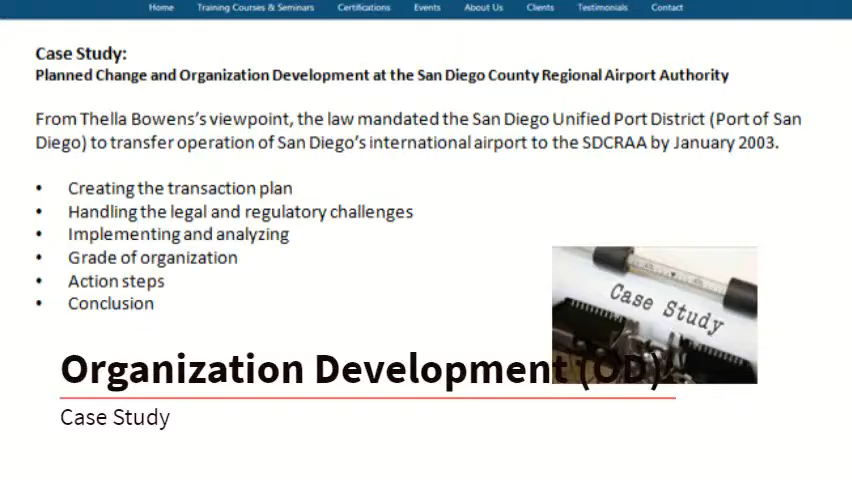 Home Training Courses & Seminars Certifications Events About Us Clients Testimonials Contact
Case Study:
Planned Change and Organization Development at the San Diego County Regional Airport Authority
From Thella Bowens's viewpoint, the law mandated the San Diego Unified Port District (Port of San
Diego) to transfer operation of San Diego's international airport to the SDCRAA by January 2003.
• Creating the transaction plan
• Handling the legal and regulatory challenges
• Implementing and analyzing
• Grade of organization
• Action steps
• Conclusion
Case Study
Organization Development (OD)
Case Study